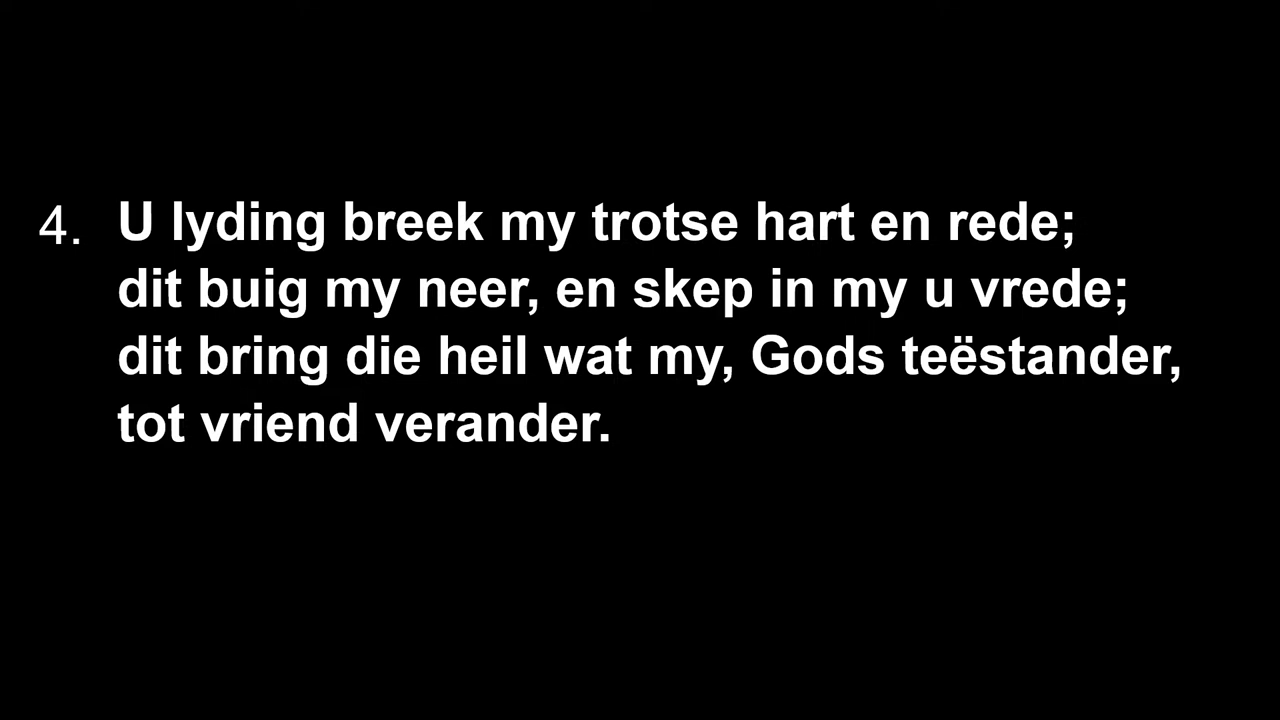 4. U lyding breek my trotse hart en rede;
dit buig my neer, en skep in my u vrede;
dit bring die heil wat my, Gods teëstander,
tot vriend verander.